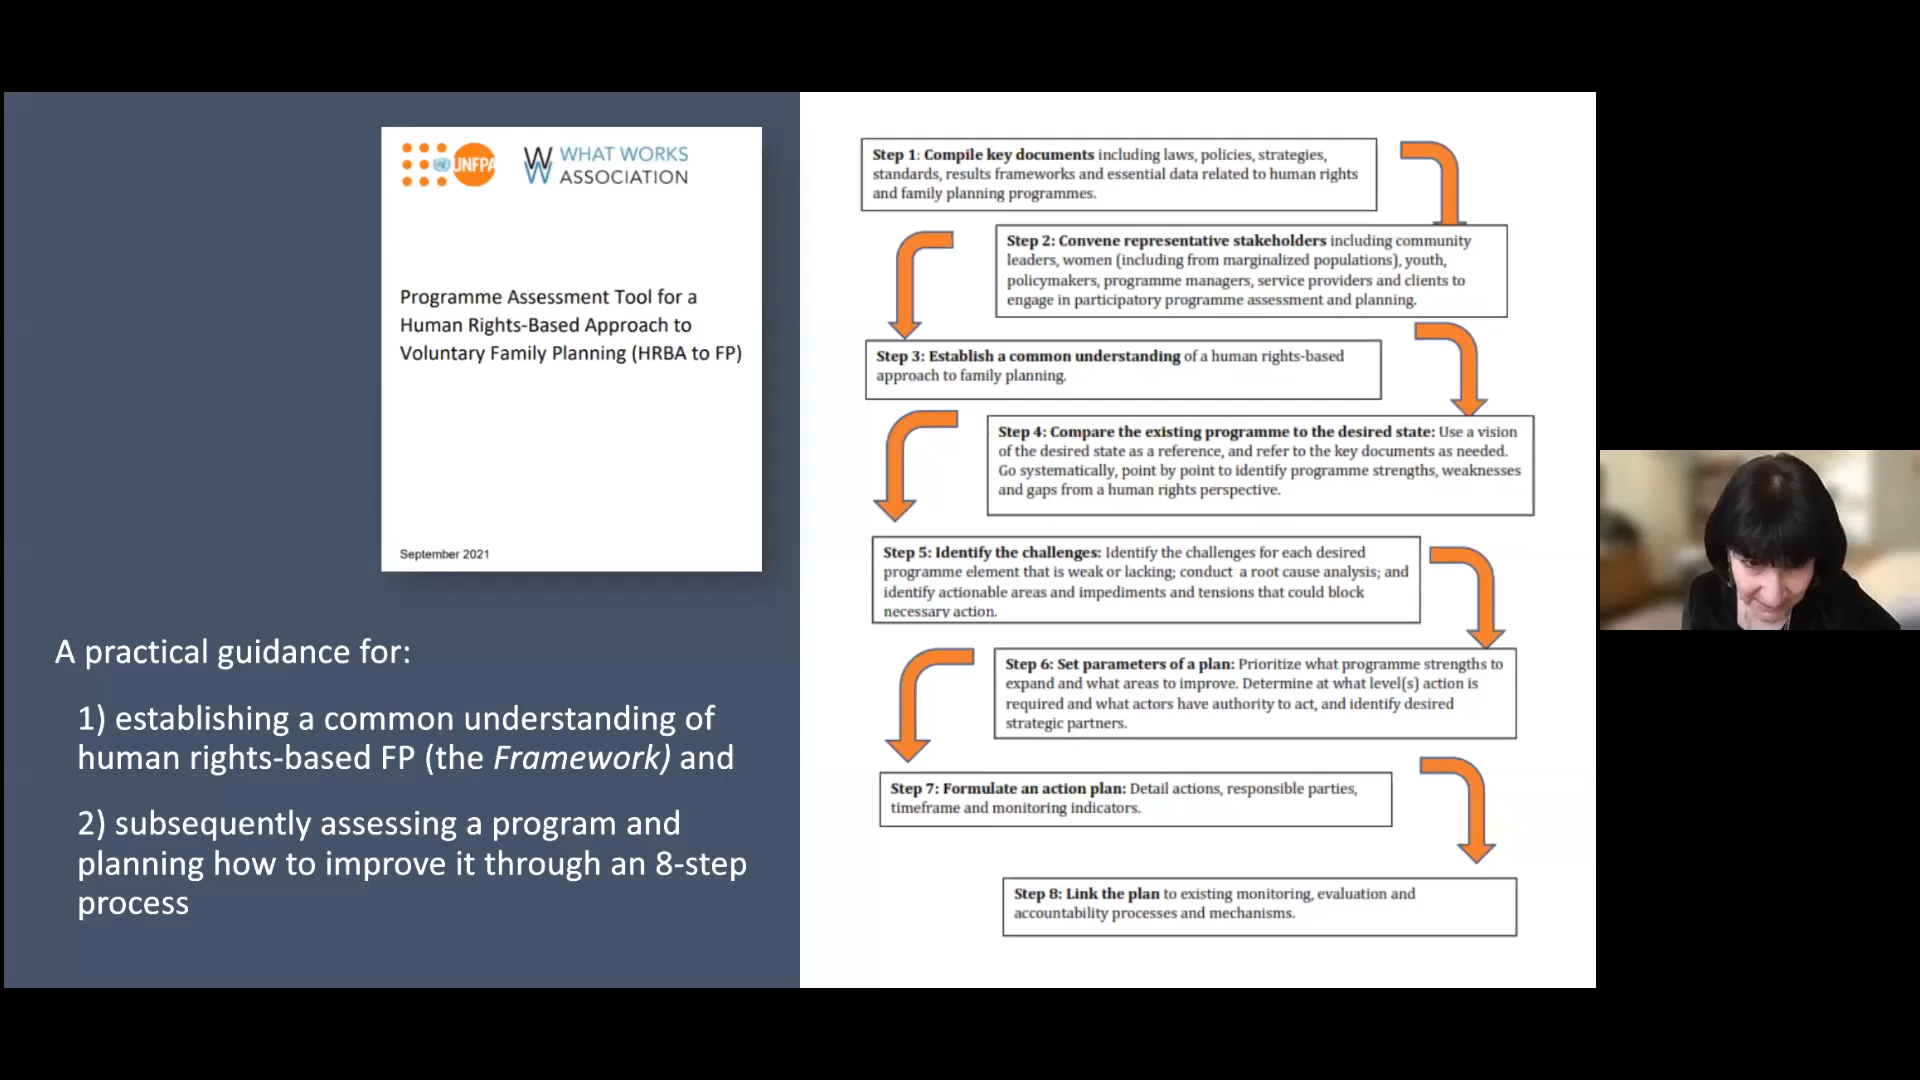 UNFPA
WHAT WORKS
ASSOCIATION
Programme Assessment Tool for a
Human Rights-Based Approach to
Voluntary Family Planning (HRBA to FP)
September 2021
A practical guidance for:
1) establishing a common understanding of
human rights-based FP (the Framework) and
2) subsequently assessing a program and
planning how to improve it through an 8-step
process
Step 1: Compile key documents including laws, policies, strategies,
standards, results frameworks and essential data related to human rights
and family planning programmes.
Step 2: Convene representative stakeholders including community
leaders, women (including from marginalized populations), youth,
policymakers, programme managers, service providers and clients to
engage in participatory programme assessment and planning.
Step 3: Establish a common understanding of a human rights-based
approach to family planning.
Step 4: Compare the existing programme to the desired state: Use a vision
of the desired state as a reference, and refer to the key documents as needed.
Go systematically, point by point to identify programme strengths, weaknesses
and gaps from a human rights perspective.
Step 5: Identify the challenges: Identify the challenges for each desired
programme element that is weak or lacking; conduct a root cause analysis; and
identify actionable areas and impediments and tensions that could block
necessary action.
Step 6: Set parameters of a plan: Prioritize what programme strengths to
expand and what areas to improve. Determine at what level(s) action is
required and what actors have authority to act, and identify desired
strategic partners.
Step 7: Formulate an action plan: Detail actions, responsible parties,
timeframe and monitoring indicators.
Step 8: Link the plan to existing monitoring, evaluation and
accountability processes and mechanisms.